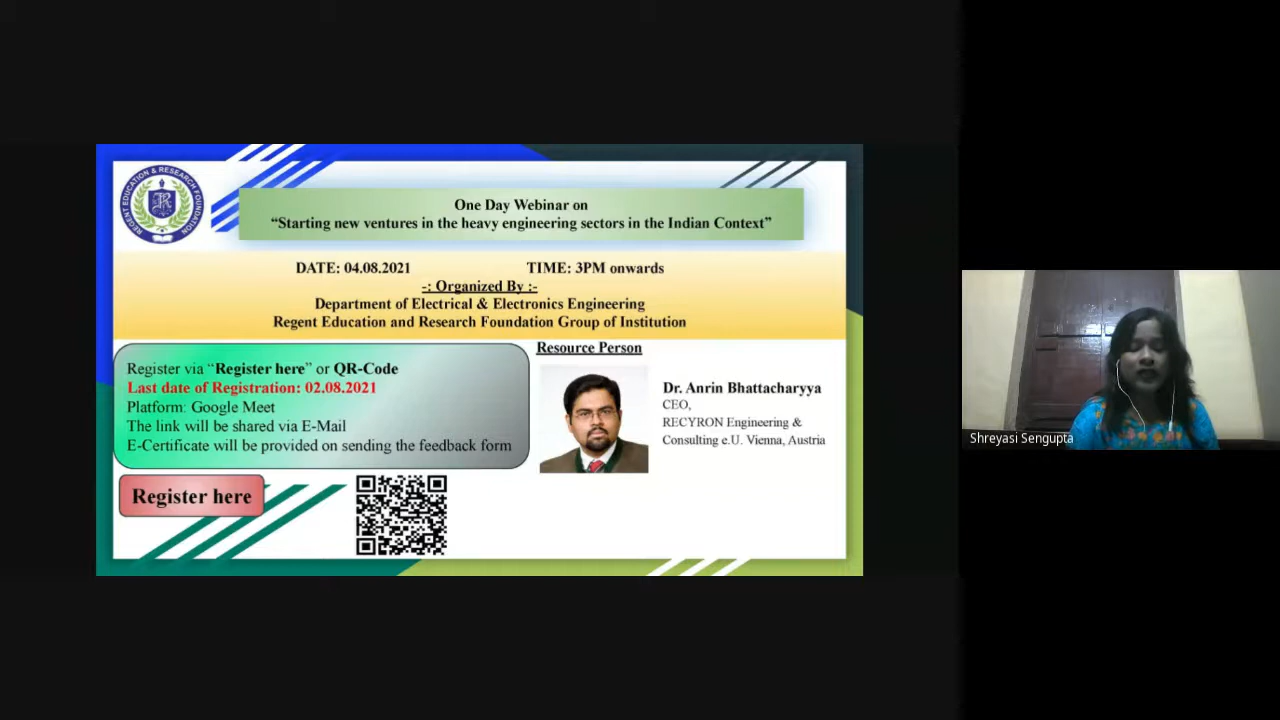 REGENT EDUCATION & RESEARCH FOUNDATION
One Day Webinar on
“Starting new ventures in the heavy engineering sectors in the Indian Context”
DATE: 04.08.2021 TIME: 3PM onwards
-: Organized By :-
Department of Electrical & Electronics Engineering
Regent Education and Research Foundation Group of Institution
Register via “Register here” or QR-Code
Last date of Registration: 02.08.2021
Platform: Google Meet
The link will be shared via E-Mail
E-Certificate will be provided on sending the feedback form
Register here
Resource Person
Dr. Anrin Bhattacharyya
CEO,
RECYRON Engineering &
Consulting e.U. Vienna, Austria
Shreyasi Sengupta